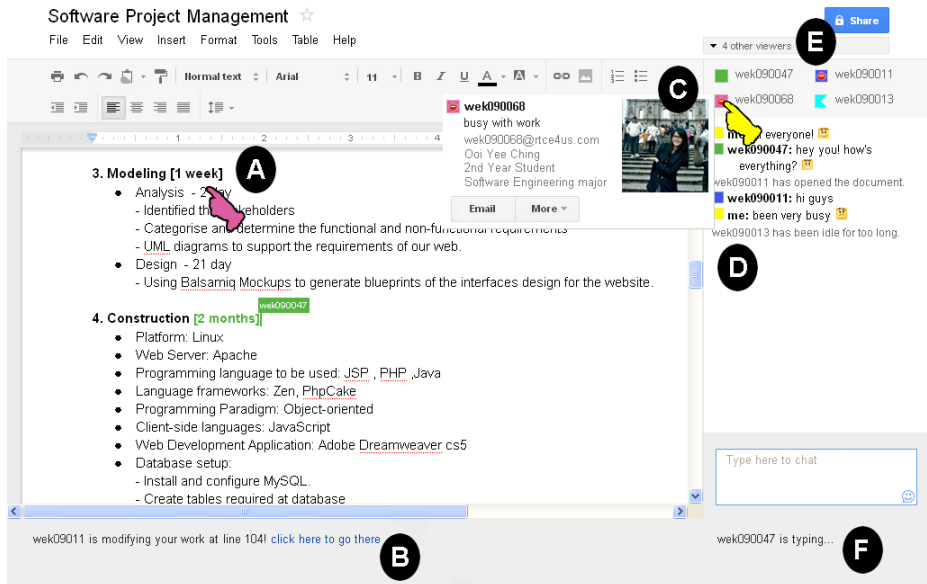 Software Project Management
Share
File Edit View Insert Format Tools Table Help
4 other viewers
E
Normal text Arial 11 B I U A A
C
wek090047 wek090011
wek090068 wek090013
wek090068
busy with work
wek090068@rtce4us.com
Ooi Yee Ching
2nd Year Student
Software Engineering major
Email More
1 2 3 4
me: everyone!
wek090047: hey you! how's
everything?
wek090011 has opened the document.
wek090011: hi guys
me: been very busy
wek090013 has been idle for too long.
D
A
3. Modeling [1 week]
Analysis - 2 day
- Identified the stakeholders
- Categorise and determine the functional and non-functional requirements
- UML diagrams to support the requirements of our web.
Design - 21 day
- Using Balsamiq Mockups to generate blueprints of the interfaces design for the website.
wek090047
4. Construction [2 months]
Platform: Linux
Web Server: Apache
Programming language to be used: JSP , PHP ,Java
Language frameworks: Zen, PhpCake
Programming Paradigm: Object-oriented
Client-side languages: JavaScript
Web Development Application: Adobe Dreamweaver cs5
Database setup:
- Install and configure MySQL.
- Create tables required at database
Type here to chat
wek09011 is modifying your work at line 104! click here to go there
B
wek090047 is typing...
F